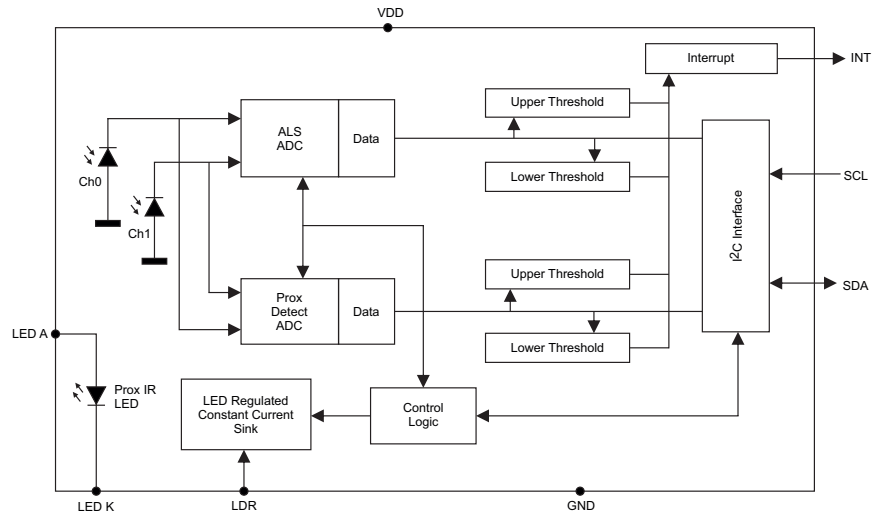 VDD
Interrupt
INT
Upper Threshold
ALS
ADC
Data
Ch0
Lower Threshold
SCL
Ch1
I2C Interface
Upper Threshold
SDA
Prox
Detect
ADC
Data
LED A
Lower Threshold
Prox IR
LED
LED Regulated
Constant Current
Sink
Control
Logic
LED K
LDR
GND